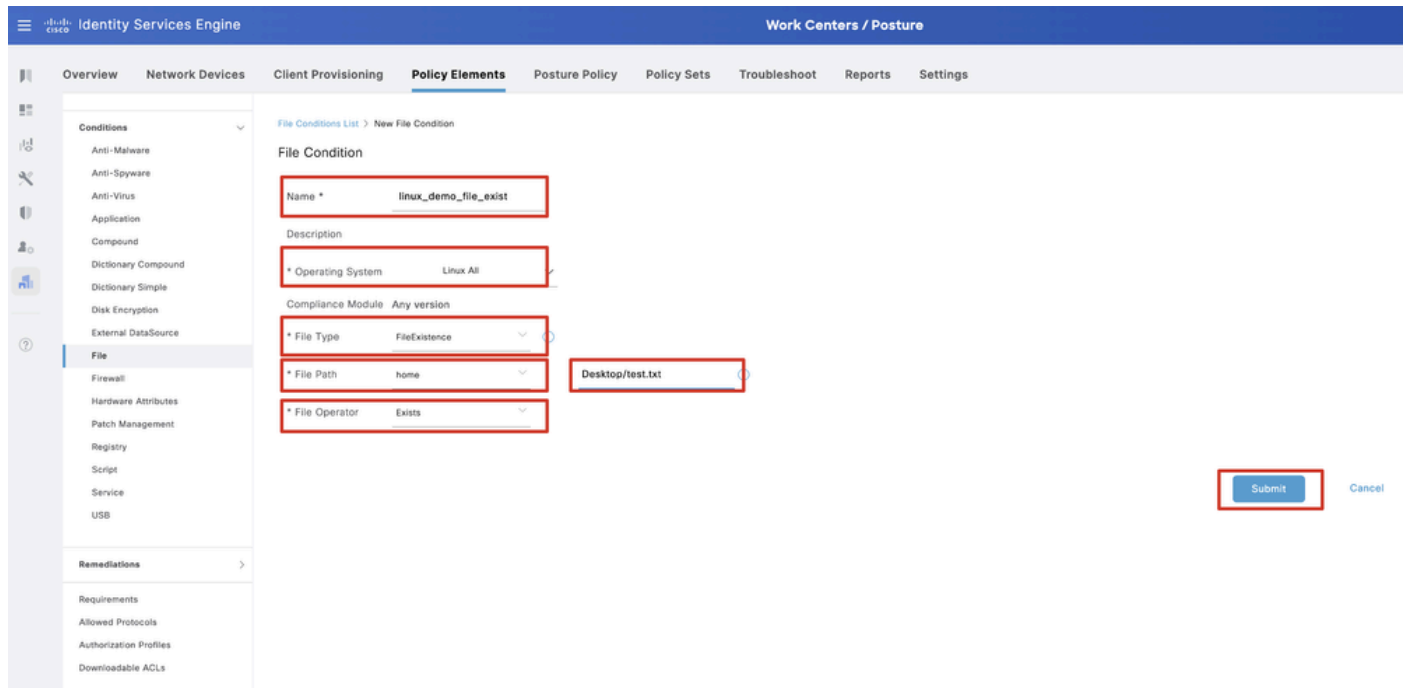 cisco Identity Services Engine
Work Centers / Posture
Overview Network Devices Client Provisioning Policy Elements Posture Policy Policy Sets Troubleshoot Reports Settings
Conditions
Anti-Malware
Anti-Spyware
Anti-Virus
Application
Compound
Dictionary Compound
Dictionary Simple
Disk Encryption
External DataSource
File
Firewall
Hardware Attributes
Patch Management
Registry
Script
Service
USB
Remediations
Requirements
Allowed Protocols
Authorization Profiles
Downloadable ACLs
File Conditions List > New File Condition
File Condition
Name * linux_demo_file_exist
Description
* Operating System Linux All
Compliance Module Any version
* File Type FileExistence
* File Path home Desktop/test.txt
* File Operator Exists
Submit Cancel